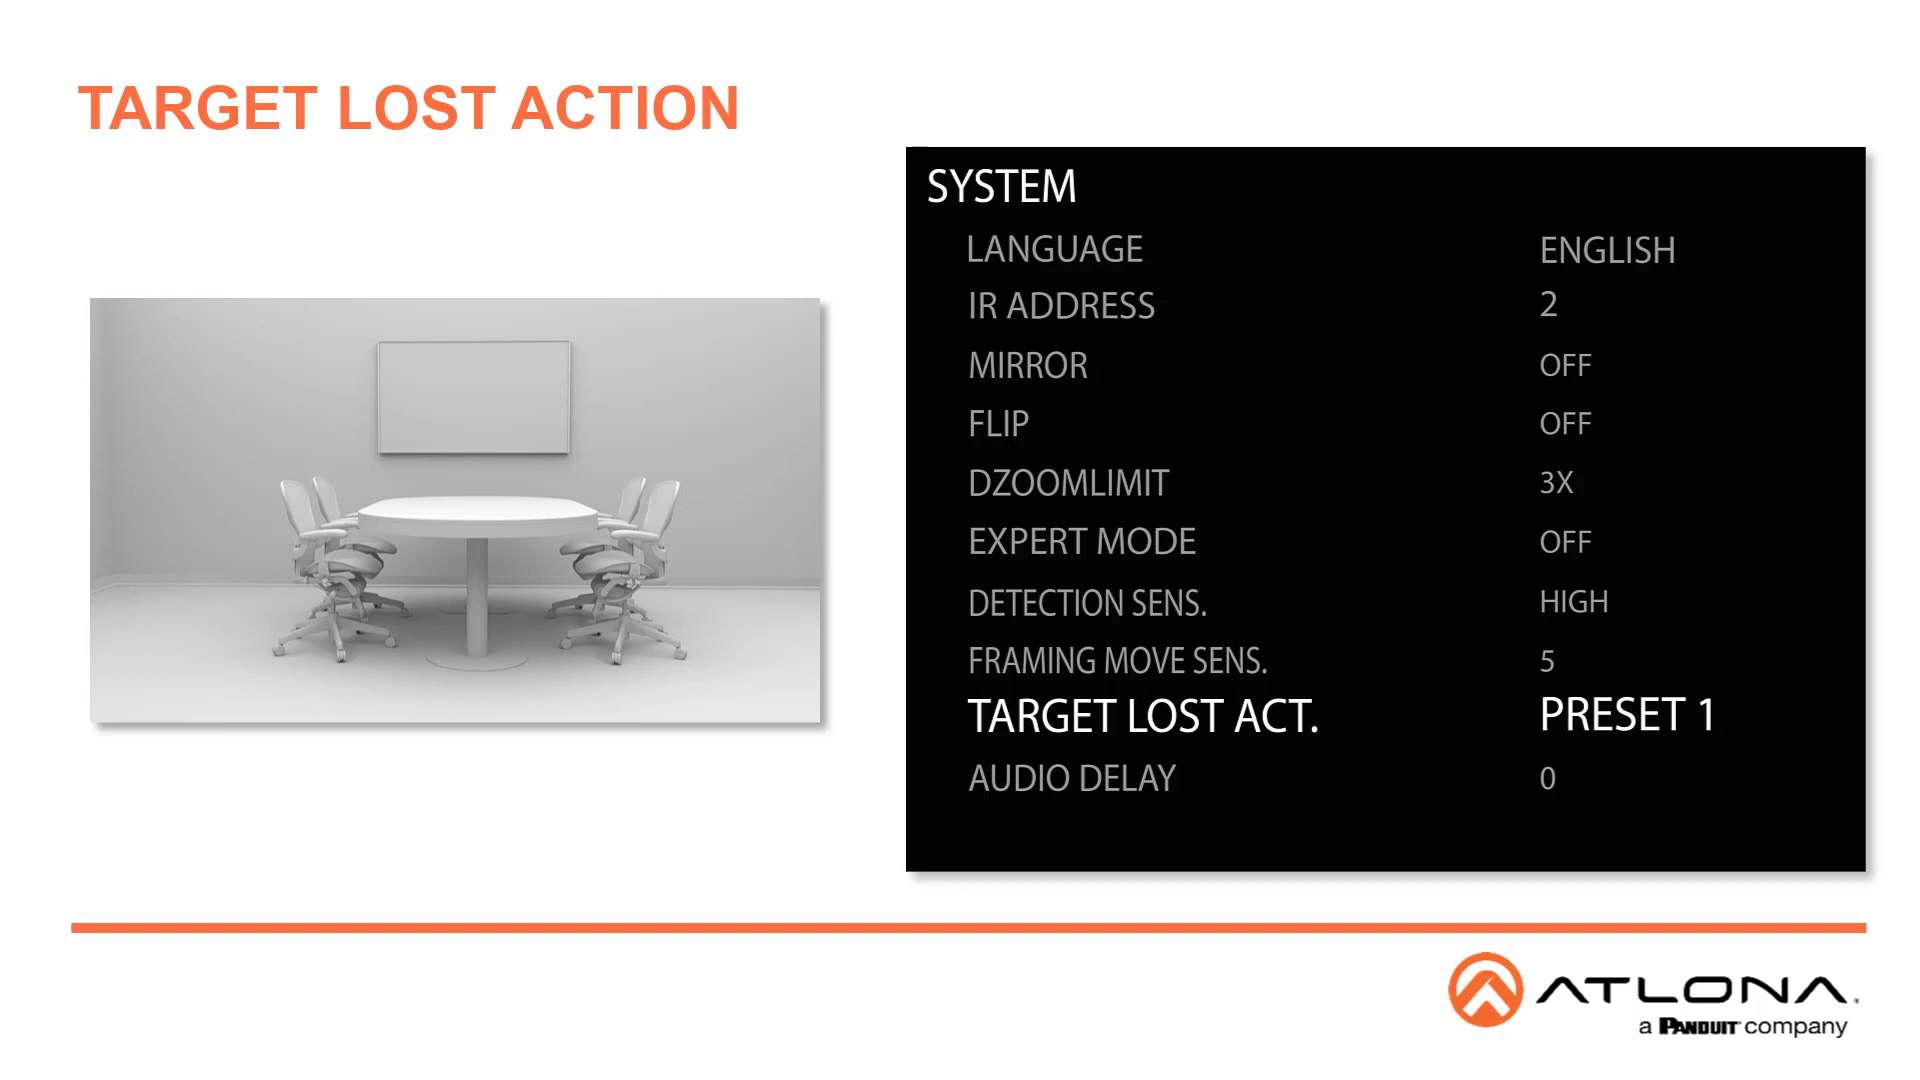 TARGET LOST ACTION
SYSTEM
LANGUAGE ENGLISH
IR ADDRESS 2
MIRROR OFF
FLIP OFF
DZOOMLIMIT 3X
EXPERT MODE OFF
DETECTION SENS. HIGH
FRAMING MOVE SENS. 5
TARGET LOST ACT. PRESET 1
AUDIO DELAY 0
ATLONA
a PANDUIT company